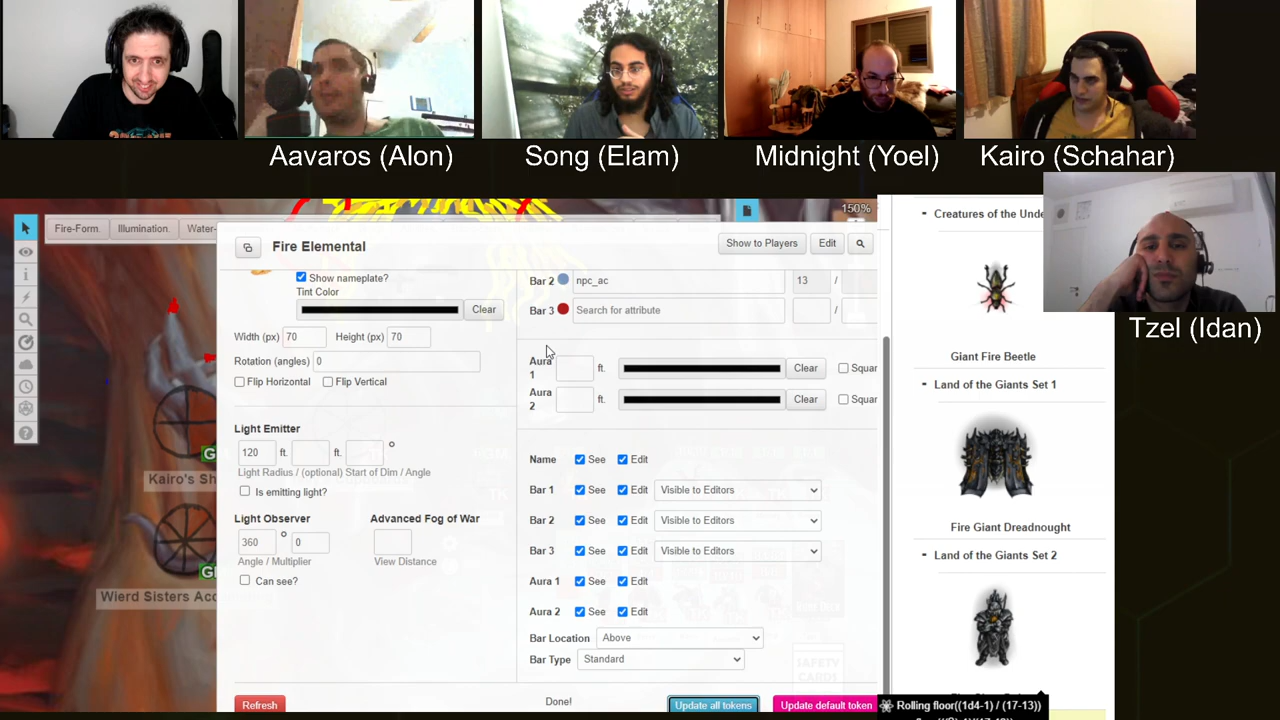 Aavaros (Alon)
Song (Elam)
Midnight (Yoel)
Kairo (Schahar)
Tzel (Idan)
150%
Fire-Form.
Illumination.
Water-
Fire Elemental
Show to Players
Edit
Show nameplate?
Tint Color
Clear
Width (px) 70 Height (px) 70
Rotation (angles) 0
Flip Horizontal Flip Vertical
Light Emitter
120 ft. ft. °
Light Radius / (optional) Start of Dim / Angle
Is emitting light?
Light Observer
360 ° 0
Angle / Multiplier
Can see?
Advanced Fog of War
View Distance
Bar 2 npc_ac 13 /
Bar 3 Search for attribute /
Aura 1 ft. Clear Squar
Aura 2 ft. Clear Squar
Name See Edit
Bar 1 See Edit Visible to Editors
Bar 2 See Edit Visible to Editors
Bar 3 See Edit Visible to Editors
Aura 1 See Edit
Aura 2 See Edit
Bar Location Above
Bar Type Standard
Refresh
Done!
Update all tokens
Update default token
Kairo's Sh
Wierd Sisters Acc
SAFETY
CARDS
Creatures of the Unde
Giant Fire Beetle
Land of the Giants Set 1
Fire Giant Dreadnought
Land of the Giants Set 2
Rolling floor((1d4-1) / (17-13))